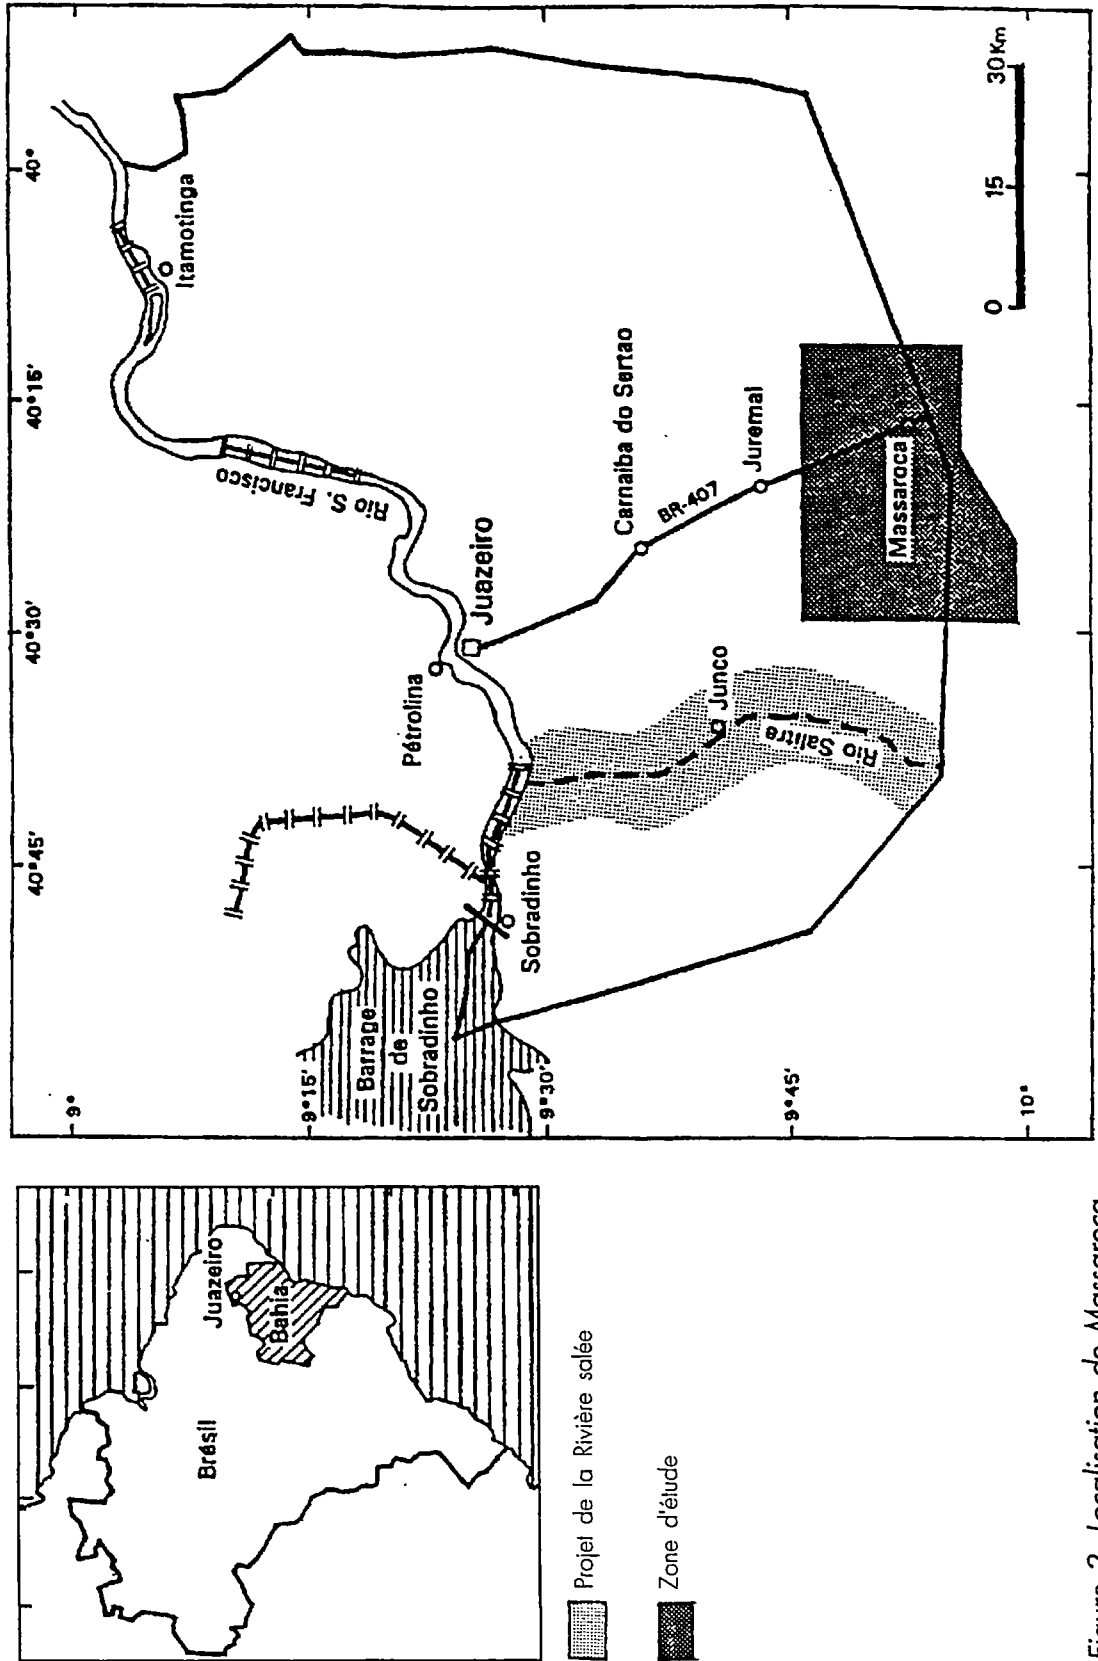 Juazeiro
Bahia
Brésil
Projet de la Rivière salée
Zone d'étude
40°45'
40°30'
40°15'
40°
9°
9°15'
9°30'
9°45'
10°
Barrage
de
Sobradinho
Sobradinho
Pétrolina
Juazeiro
Rio S. Francisco
Itamotinga
Carnaiba do Sertao
BR-407
Juremal
Junco
Rio Salitre
Massaroca
0 15 30 Km
Figure 2. Localisation de Massaroca